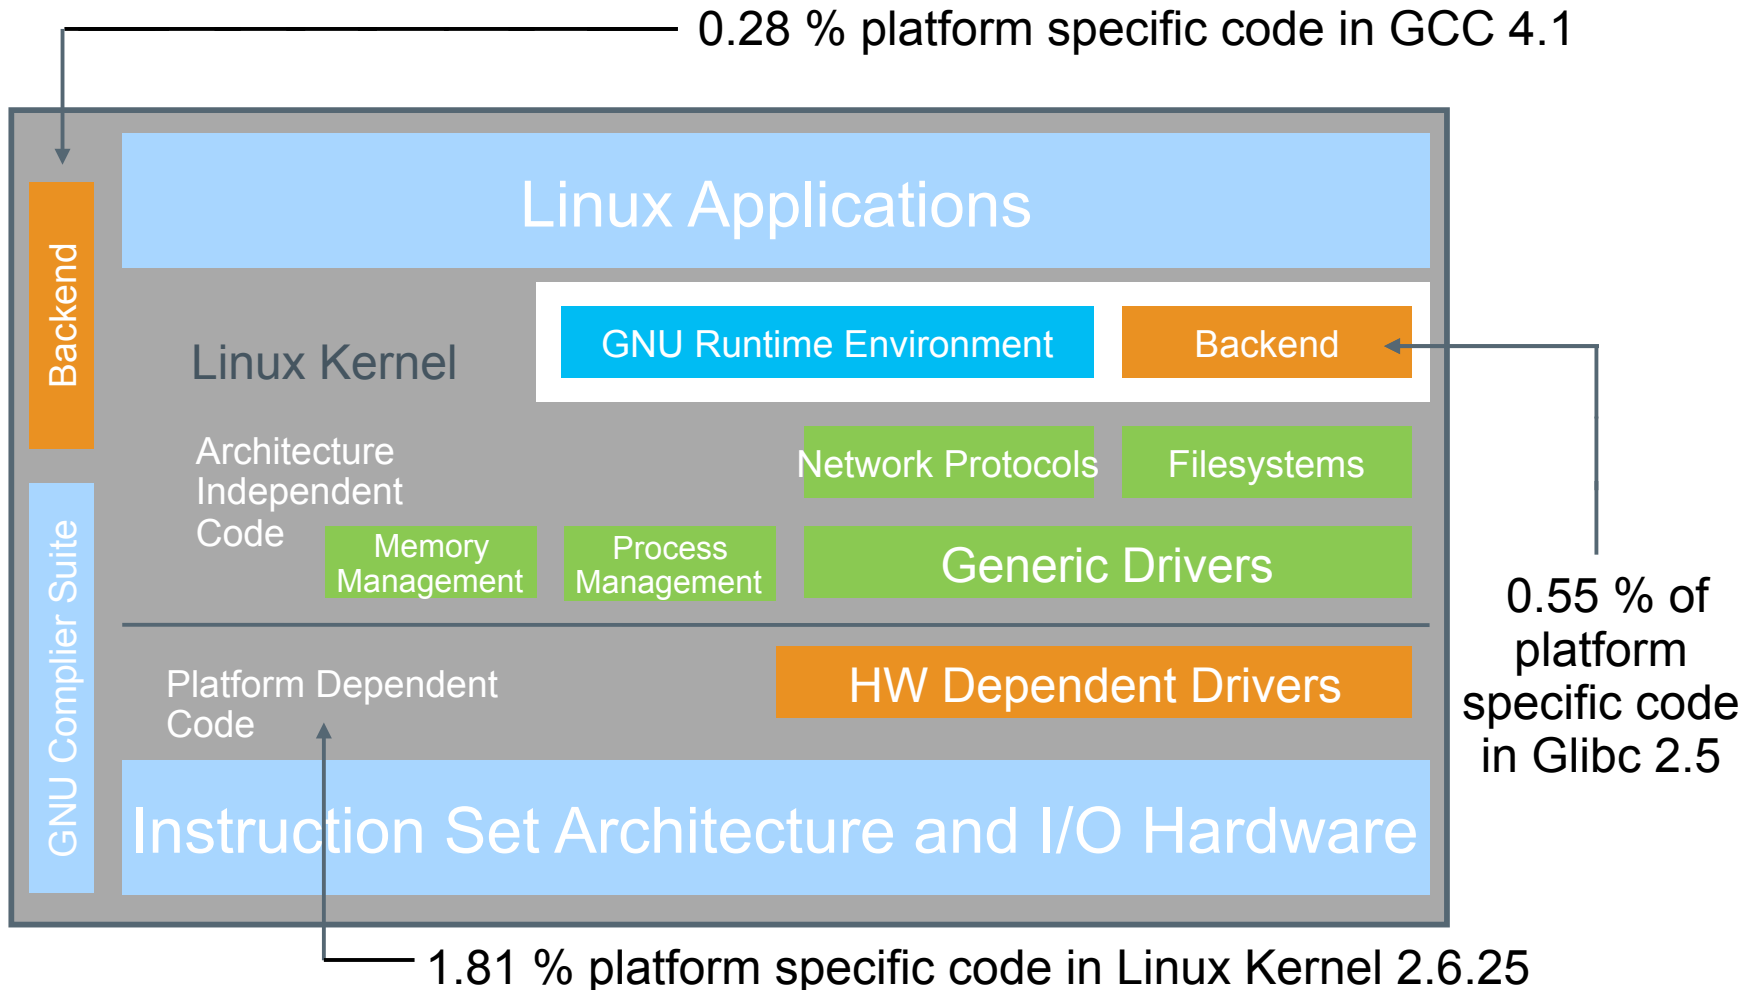 0.28 % platform specific code in GCC 4.1
Linux Applications
Backend
Linux Kernel
GNU Runtime Environment
Backend
Architecture
Independent
Code
Network Protocols
Filesystems
Memory
Management
Process
Management
Generic Drivers
GNU Complier Suite
Platform Dependent
Code
HW Dependent Drivers
0.55 % of
platform
specific code
in Glibc 2.5
Instruction Set Architecture and I/O Hardware
1.81 % platform specific code in Linux Kernel 2.6.25